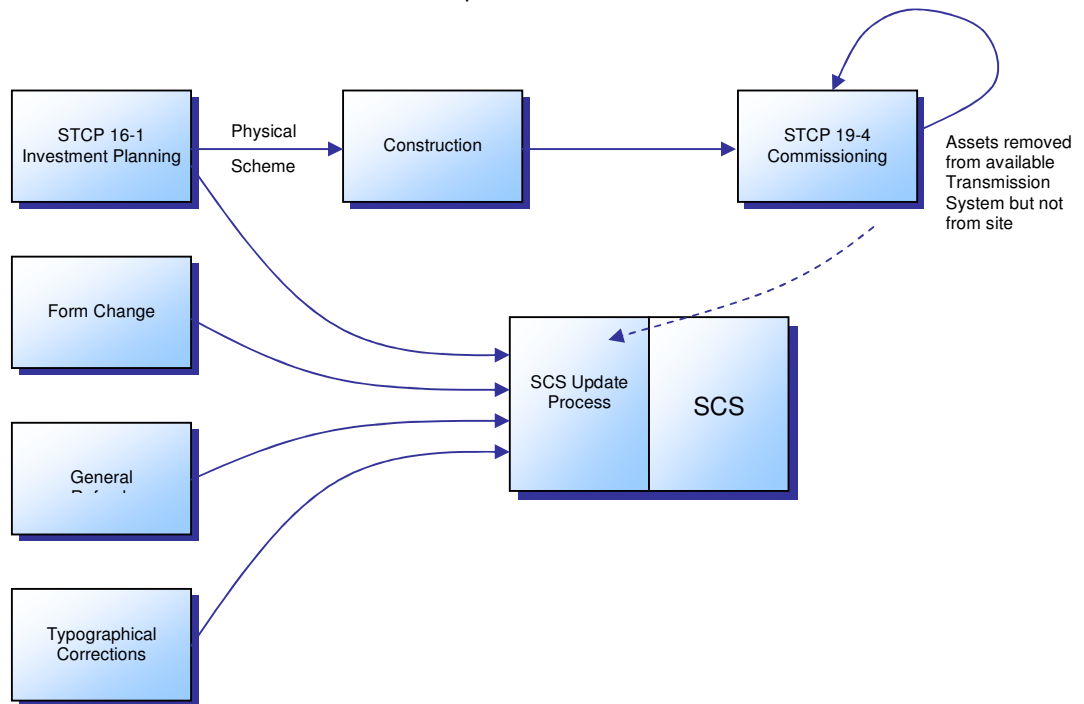 STCP 16-1
Investment Planning
Physical
Scheme
Construction
STCP 19-4
Commissioning
Assets removed
from available
Transmission
System but not
from site
Form Change
SCS Update
Process
SCS
General
Typographical
Corrections